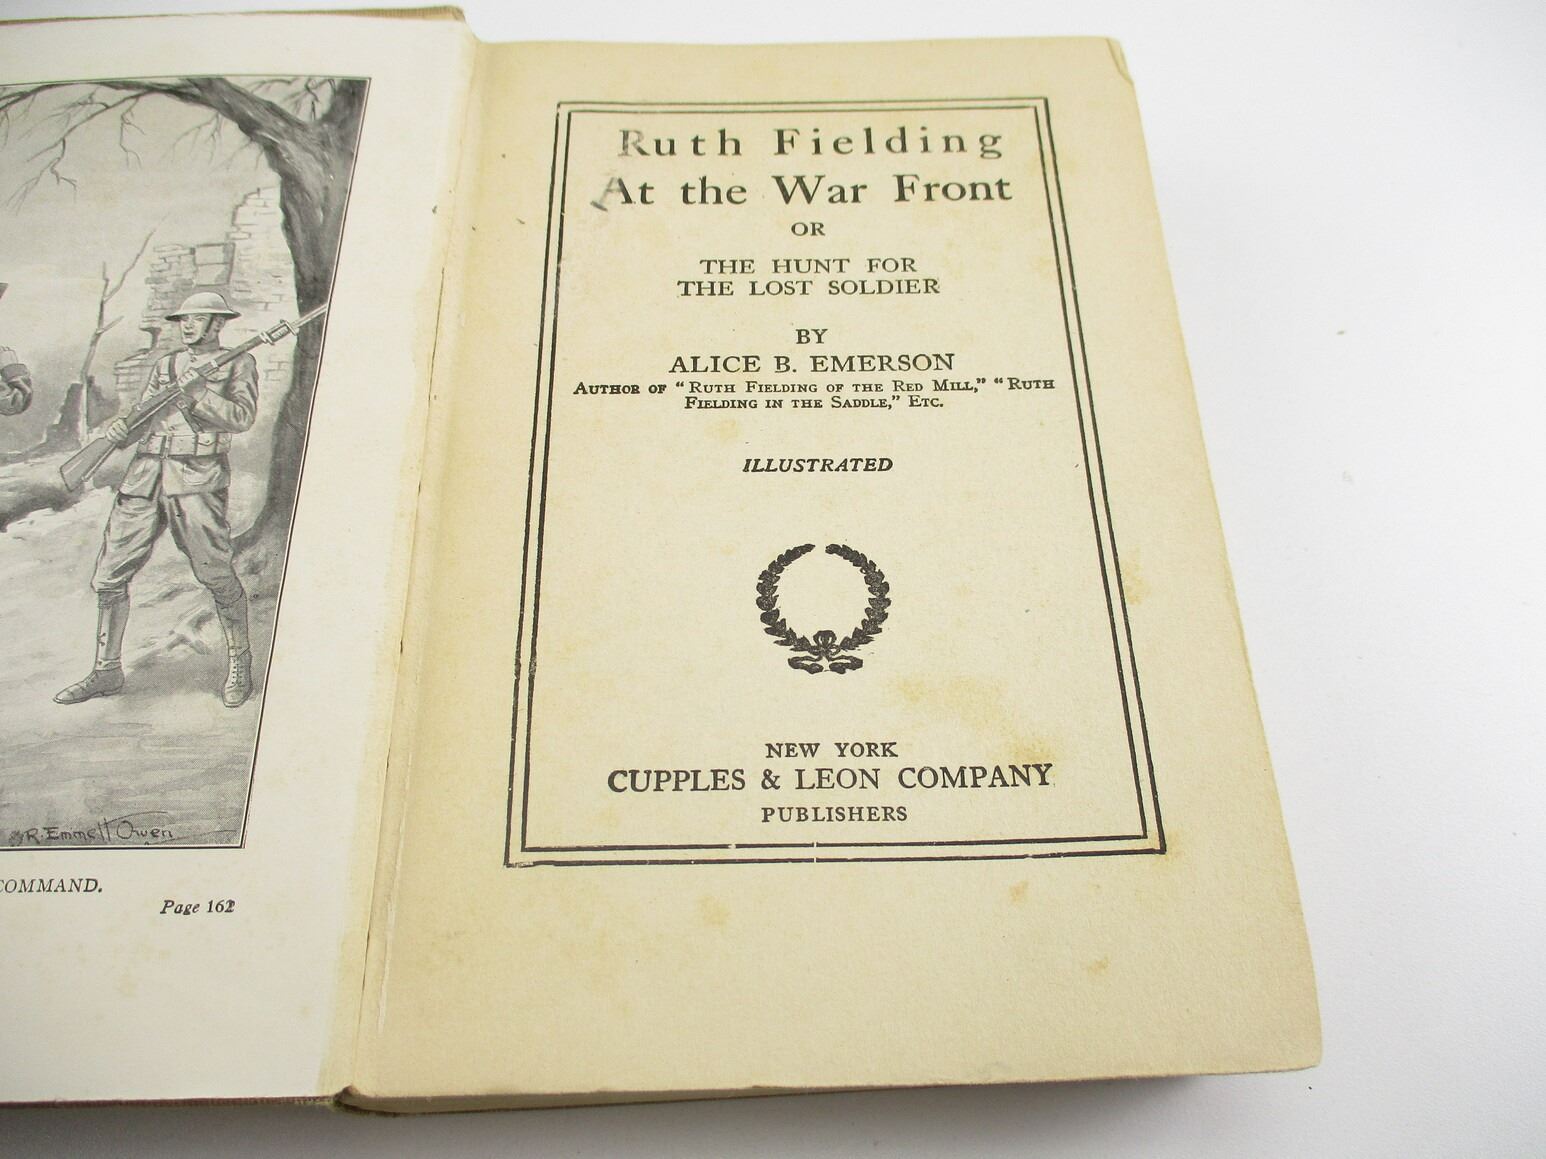 R. Emmett Owen
COMMAND.
Page 162
Ruth Fielding
At the War Front
OR
THE HUNT FOR
THE LOST SOLDIER
BY
ALICE B. EMERSON
AUTHOR OF “RUTH FIELDING OF THE RED MILL,” “RUTH
FIELDING IN THE SADDLE,” ETC.
ILLUSTRATED
NEW YORK
CUPPLES & LEON COMPANY
PUBLISHERS